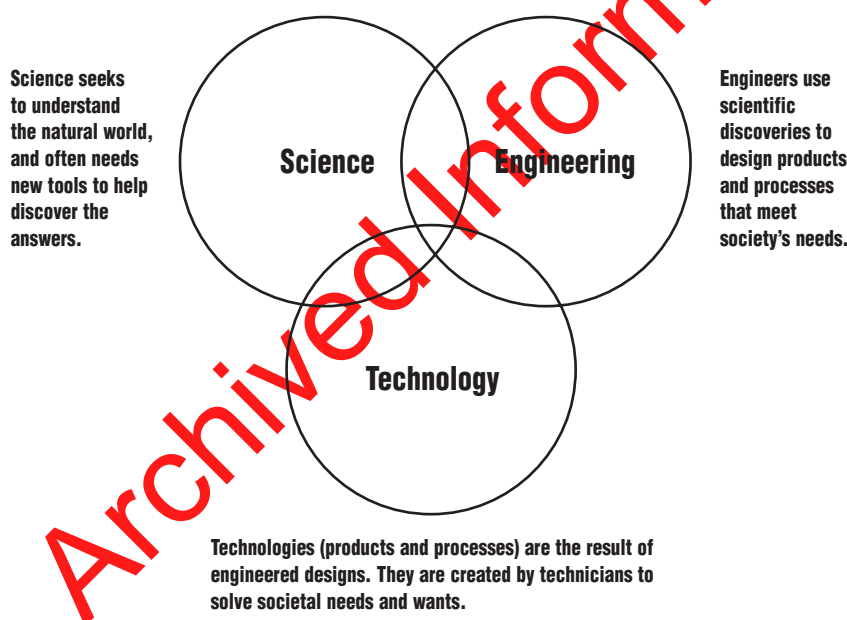 Science seeks
to understand
the natural world,
and often needs
new tools to help
discover the
answers.
Science
Engineering
Engineers use
scientific
discoveries to
design products
and processes
that meet
society's needs.
Technology
Technologies (products and processes) are the result of
engineered designs. They are created by technicians to
solve societal needs and wants.
Archived Inform